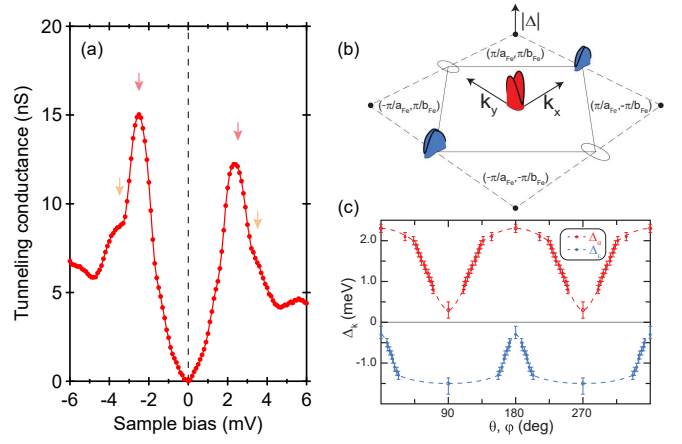 (a)
Tunneling conductance (nS)
20
15
10
5
0
-6
-4
-2
0
2
4
6
Sample bias (mV)
(b)
|Δ|
(π/a_Fe,π/b_Fe)
(-π/a_Fe,π/b_Fe)
(π/a_Fe,-π/b_Fe)
k_y
k_x
(-π/a_Fe,-π/b_Fe)
(c)
Δ_k (meV)
2.0
1.0
0
-1.0
Δ_α
Δ_ε
90
180
270
θ, φ (deg)